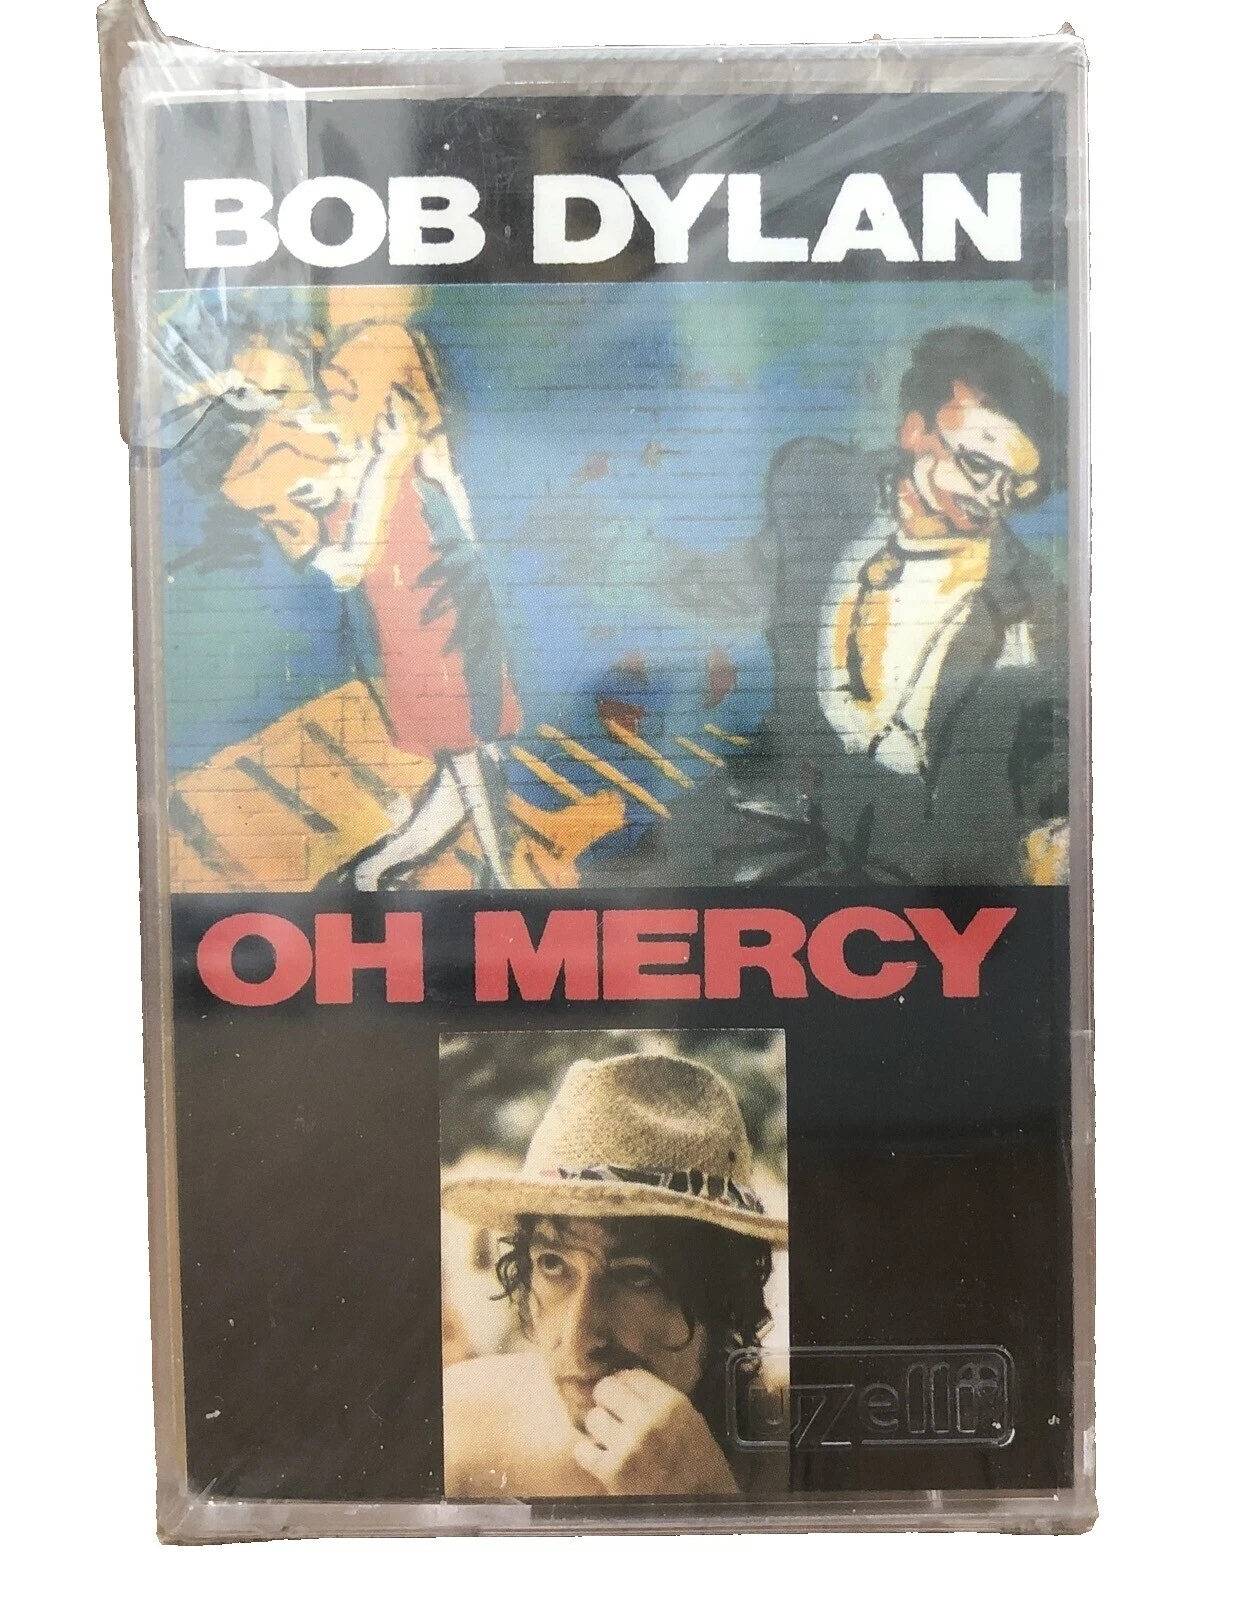 BOB DYLAN
OH MERCY
uzelli